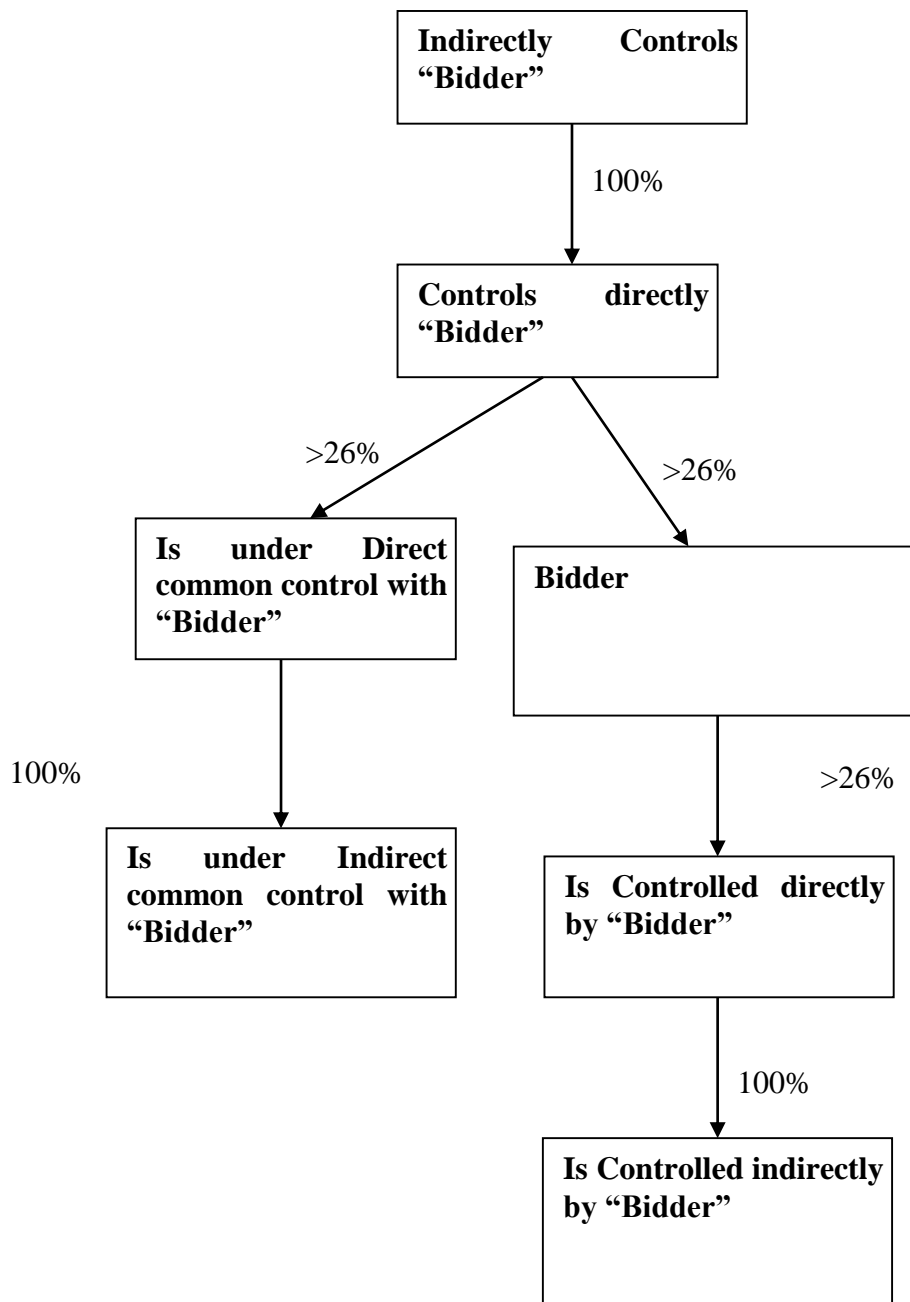 Indirectly Controls
“Bidder”
100%
Controls directly
“Bidder”
>26%
>26%
Is under Direct
common control with
“Bidder”
Bidder
100%
>26%
Is under Indirect
common control with
“Bidder”
Is Controlled directly
by “Bidder”
100%
Is Controlled indirectly
by “Bidder”